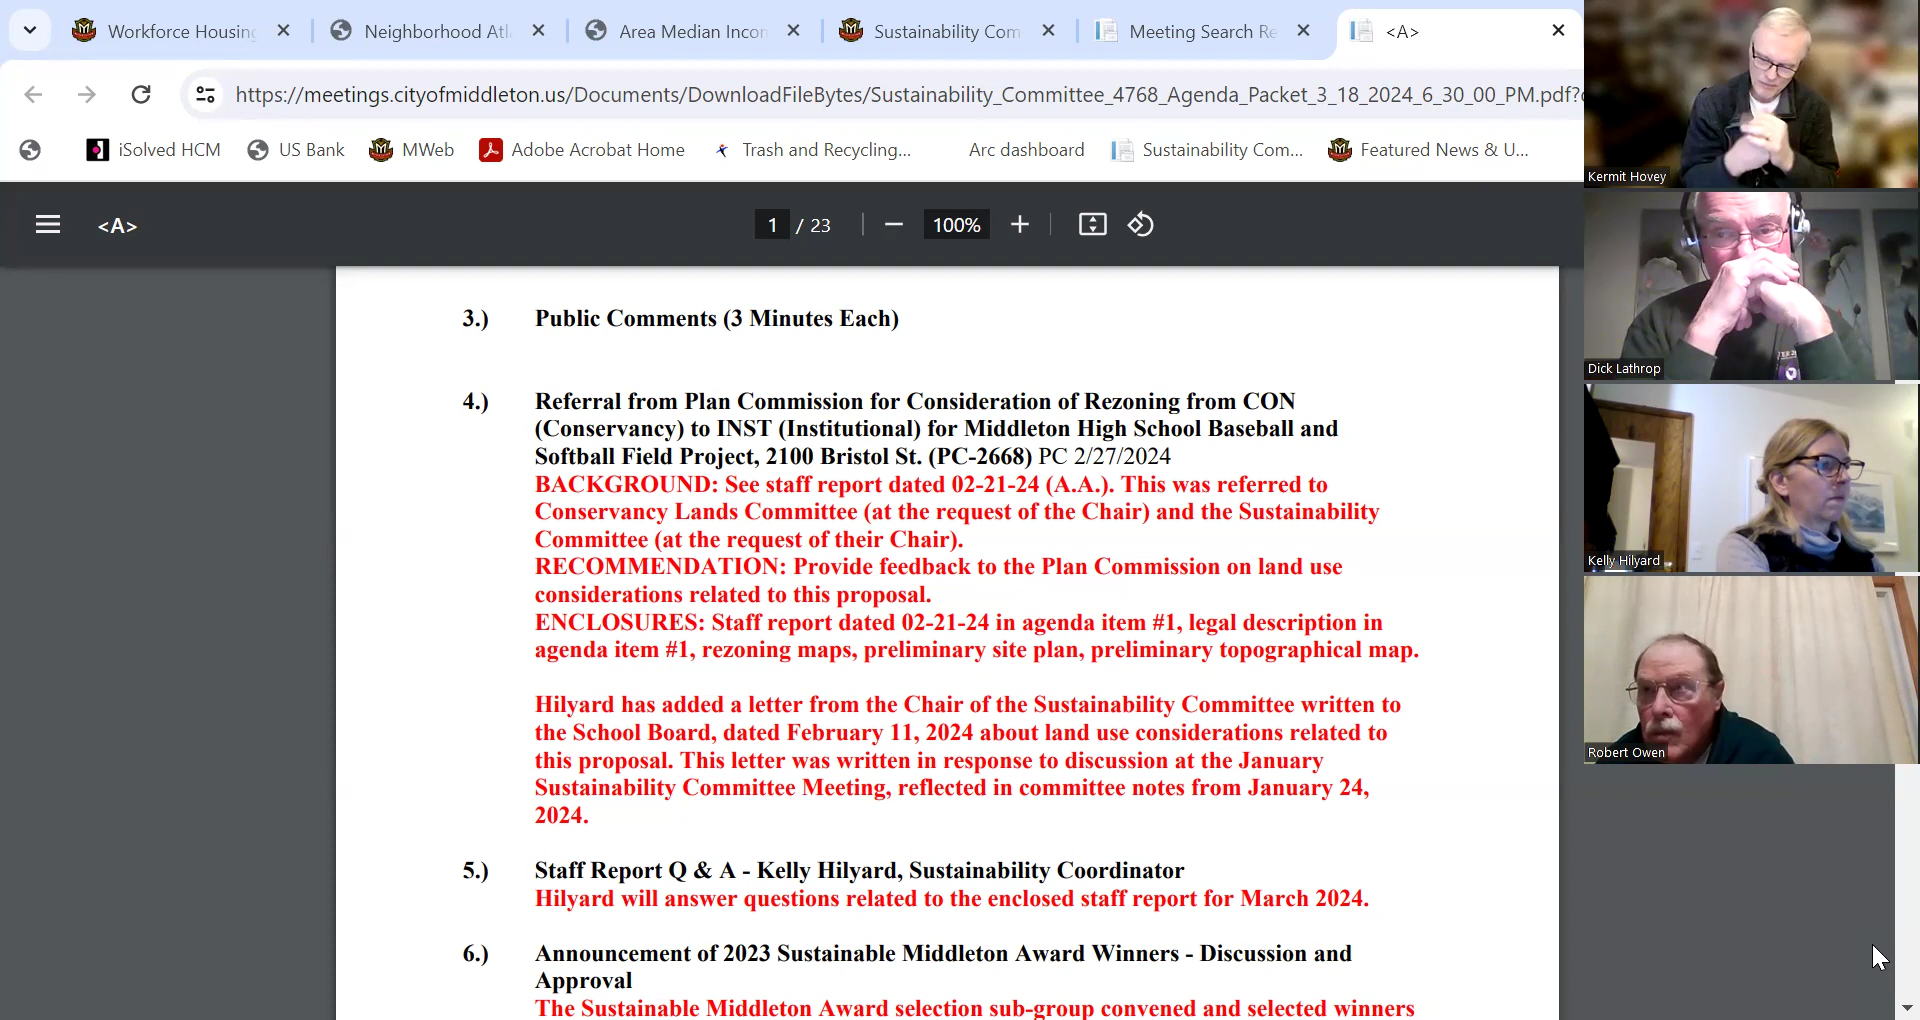 Workforce Housing
Neighborhood Atl
Area Median Incon
Sustainability Com
Meeting Search Re
<A>
https://meetings.cityofmiddleton.us/Documents/DownloadFileBytes/Sustainability_Committee_4768_Agenda_Packet_3_18_2024_6_30_00_PM.pdf?
iSolved HCM
US Bank
MWeb
Adobe Acrobat Home
Trash and Recycling...
Arc dashboard
Sustainability Com...
Featured News & U...
<A>
1 / 23
100%
3.) Public Comments (3 Minutes Each)
4.) Referral from Plan Commission for Consideration of Rezoning from CON
(Conservancy) to INST (Institutional) for Middleton High School Baseball and
Softball Field Project, 2100 Bristol St. (PC-2668) PC 2/27/2024
BACKGROUND: See staff report dated 02-21-24 (A.A.). This was referred to
Conservancy Lands Committee (at the request of the Chair) and the Sustainability
Committee (at the request of their Chair).
RECOMMENDATION: Provide feedback to the Plan Commission on land use
considerations related to this proposal.
ENCLOSURES: Staff report dated 02-21-24 in agenda item #1, legal description in
agenda item #1, rezoning maps, preliminary site plan, preliminary topographical map.
Hilyard has added a letter from the Chair of the Sustainability Committee written to
the School Board, dated February 11, 2024 about land use considerations related to
this proposal. This letter was written in response to discussion at the January
Sustainability Committee Meeting, reflected in committee notes from January 24,
2024.
5.) Staff Report Q & A - Kelly Hilyard, Sustainability Coordinator
Hilyard will answer questions related to the enclosed staff report for March 2024.
6.) Announcement of 2023 Sustainable Middleton Award Winners - Discussion and
Approval
The Sustainable Middleton Award selection sub-group convened and selected winners
Kermit Hovey
Dick Lathrop
Kelly Hilyard
Robert Owen